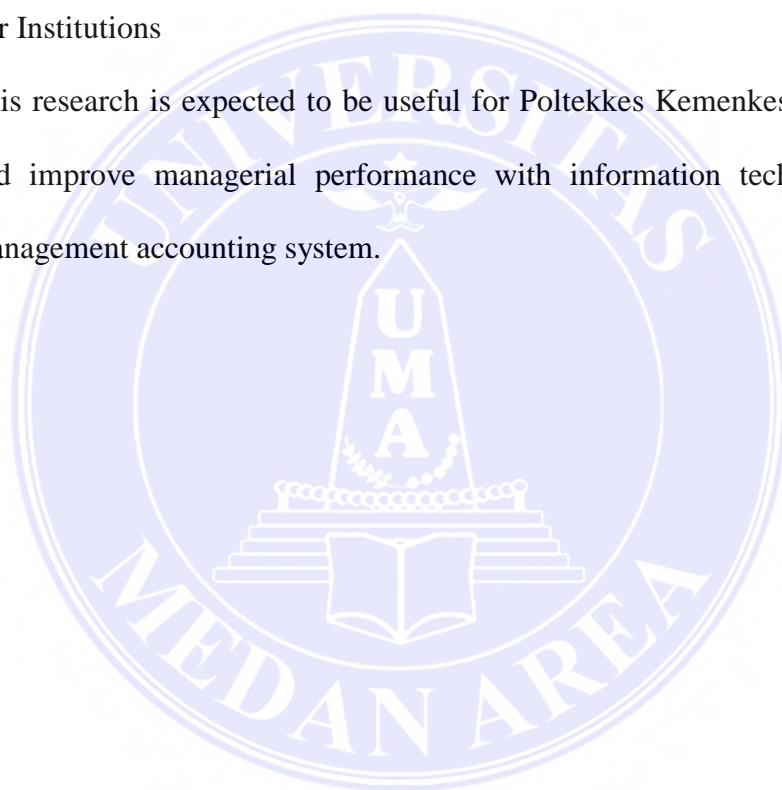 r Institutions
is research is expected to be useful for Poltekkes Kemenkes
d improve managerial performance with information tec
anagement accounting system.
UNIVERSITAS
UMA
MEDAN AREA